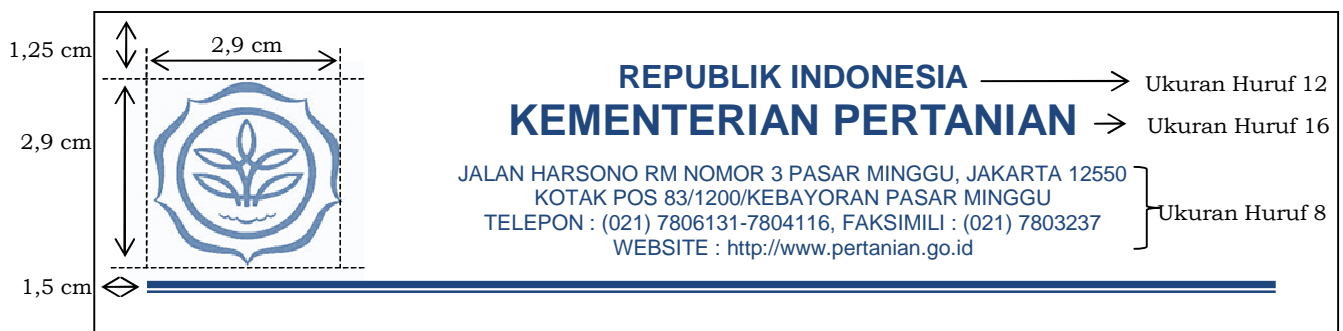 1,25 cm
2,9 cm
REPUBLIK INDONESIA
Ukuran Huruf 12
KEMENTERIAN PERTANIAN
Ukuran Huruf 16
2,9 cm
JALAN HARSONO RM NOMOR 3 PASAR MINGGU, JAKARTA 12550
KOTAK POS 83/1200/KEBAYORAN PASAR MINGGU
TELEPON : (021) 7806131-7804116, FAKSIMILI : (021) 7803237
WEBSITE : http://www.pertanian.go.id
Ukuran Huruf 8
1,5 cm